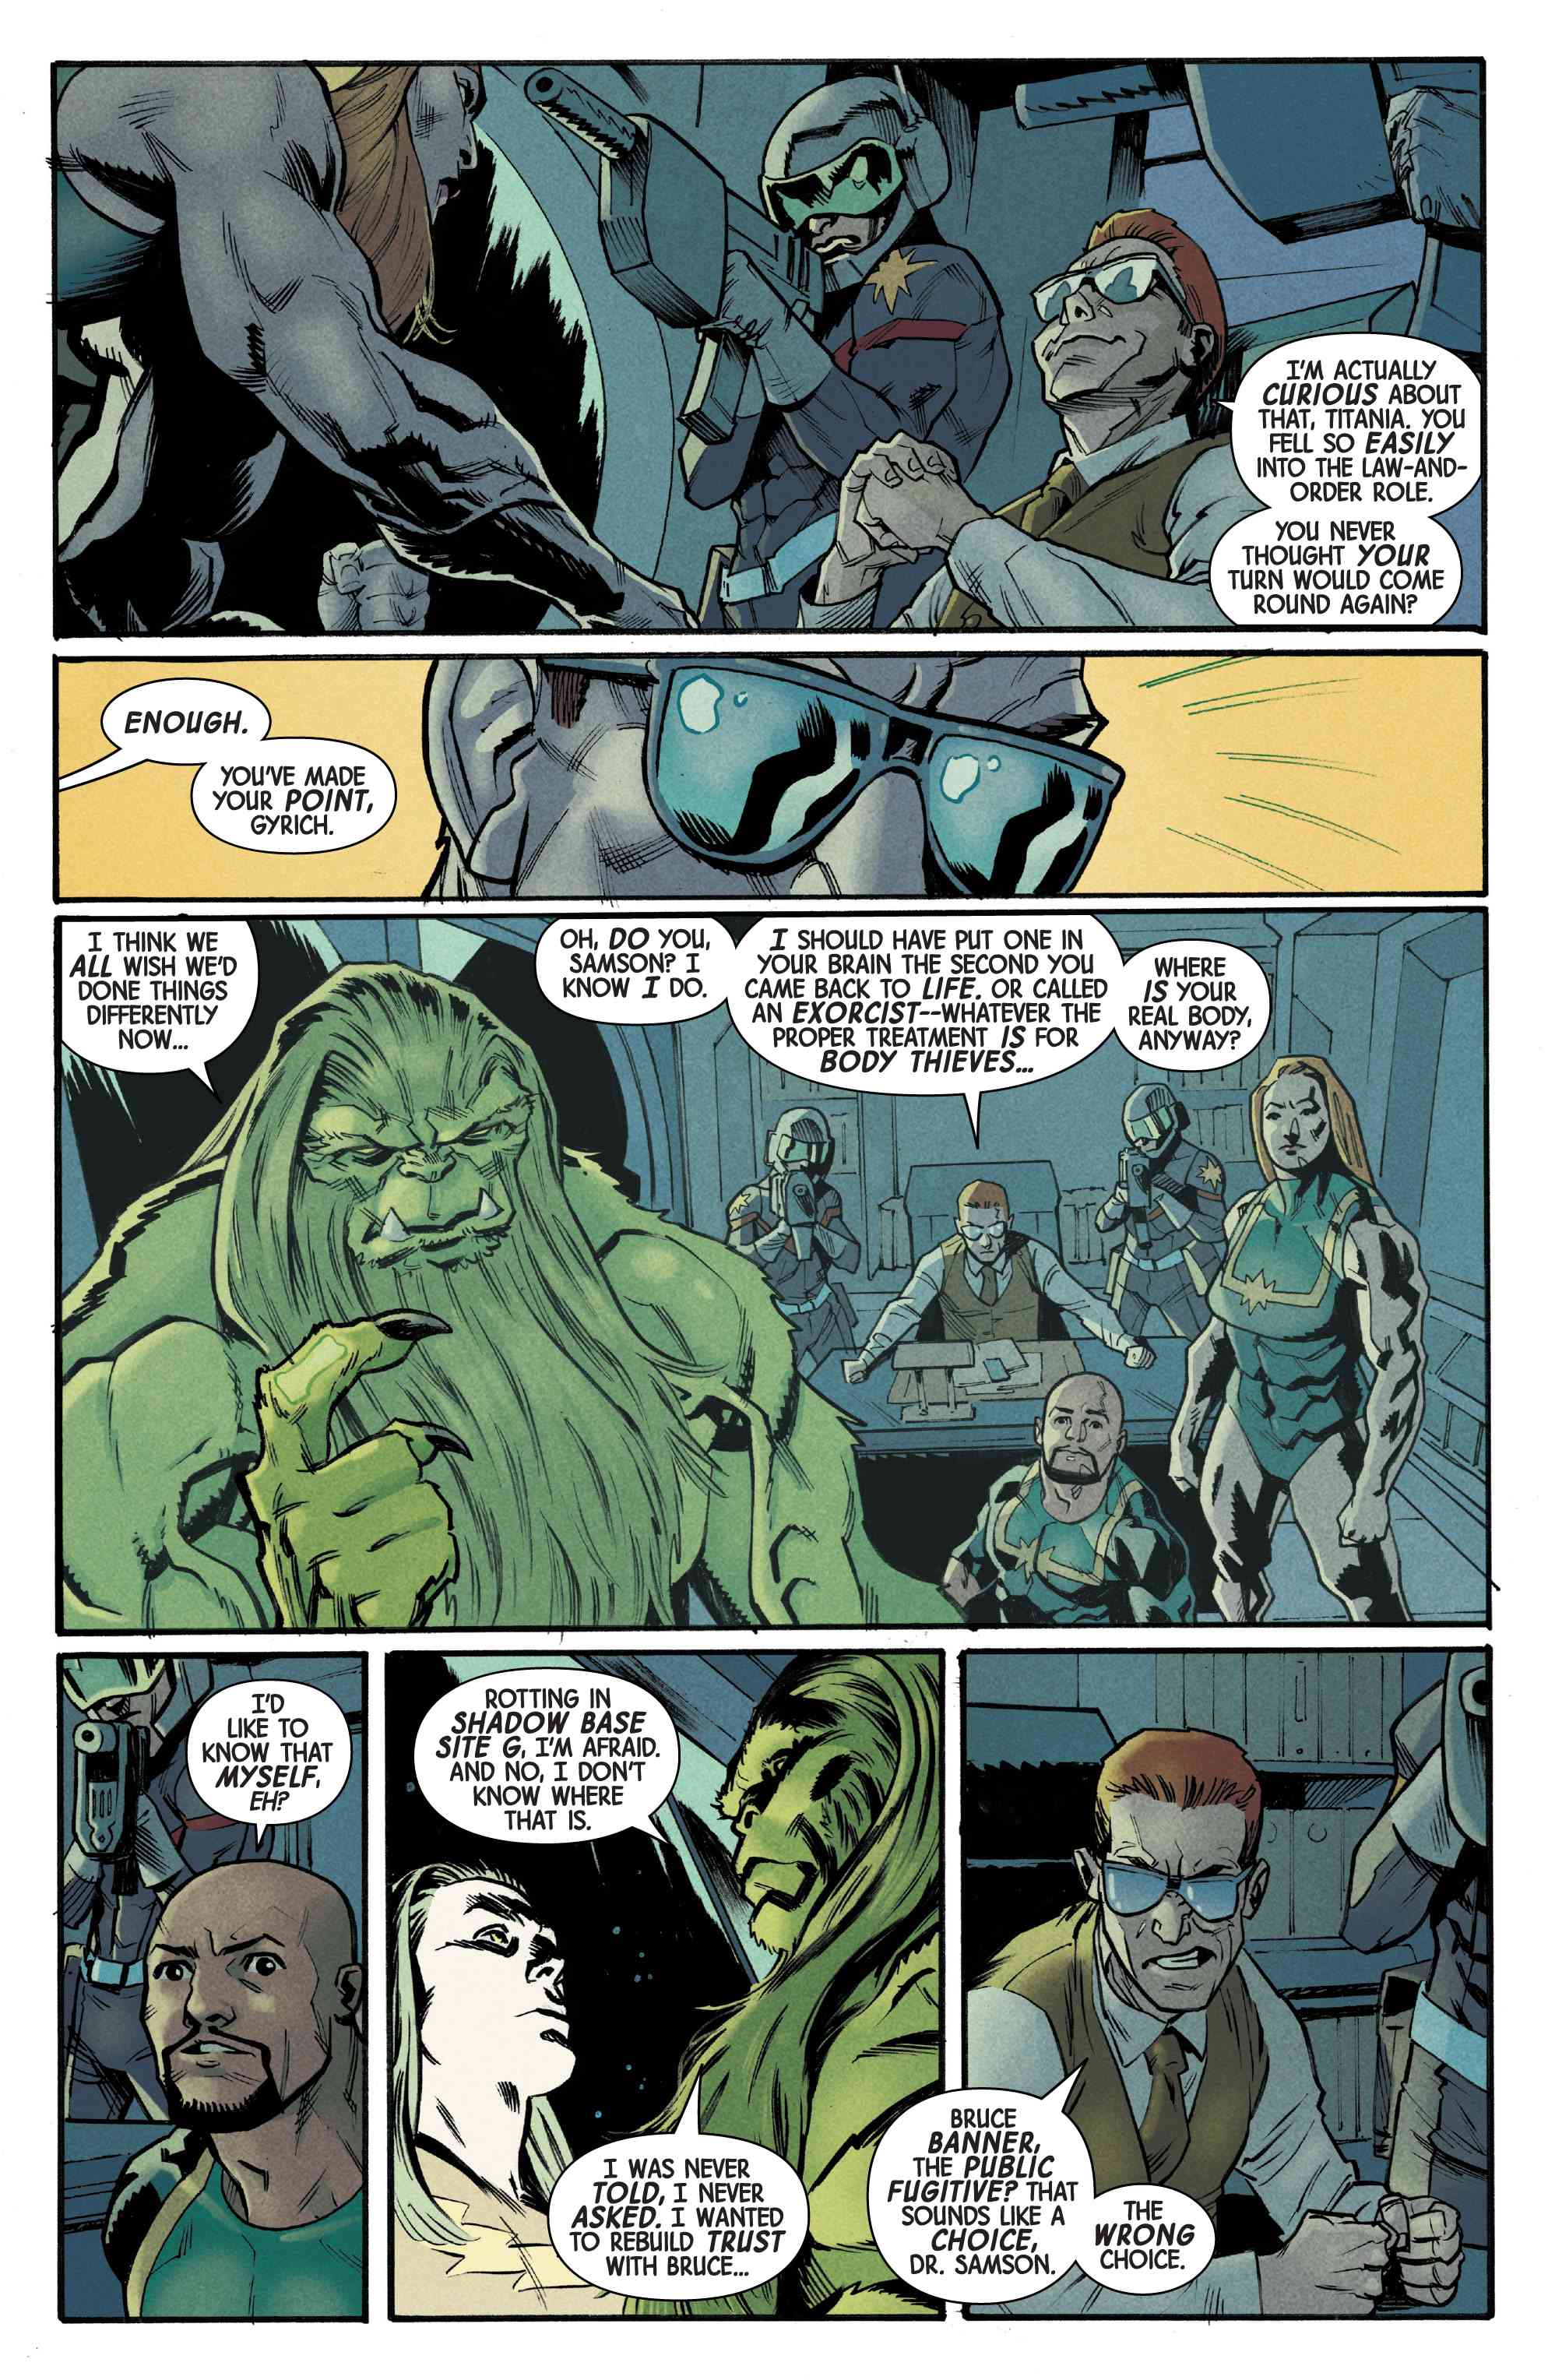 I'M ACTUALLY
CURIOUS ABOUT
THAT, TITANIA. YOU
FELL SO EASILY
INTO THE LAW-AND-
ORDER ROLE.
YOU NEVER
THOUGHT YOUR
TURN WOULD COME
ROUND AGAIN?
ENOUGH.
YOU'VE MADE
YOUR POINT,
GYRICH.
I THINK WE
ALL WISH WE'D
DONE THINGS
DIFFERENTLY
NOW...
OH, DO YOU,
SAMSON? I
KNOW I DO.
I SHOULD HAVE PUT ONE IN
YOUR BRAIN THE SECOND YOU
CAME BACK TO LIFE. OR CALLED
AN EXORCIST--WHATEVER THE
PROPER TREATMENT IS FOR
BODY THIEVES...
WHERE
IS YOUR
REAL BODY,
ANYWAY?
I'D
LIKE TO
KNOW THAT
MYSELF,
EH?
ROTTING IN
SHADOW BASE
SITE G, I'M AFRAID.
AND NO, I DON'T
KNOW WHERE
THAT IS.
I WAS NEVER
TOLD, I NEVER
ASKED. I WANTED
TO REBUILD TRUST
WITH BRUCE...
BRUCE
BANNER,
THE PUBLIC
FUGITIVE? THAT
SOUNDS LIKE A
CHOICE,
DR. SAMSON.
THE
WRONG
CHOICE.